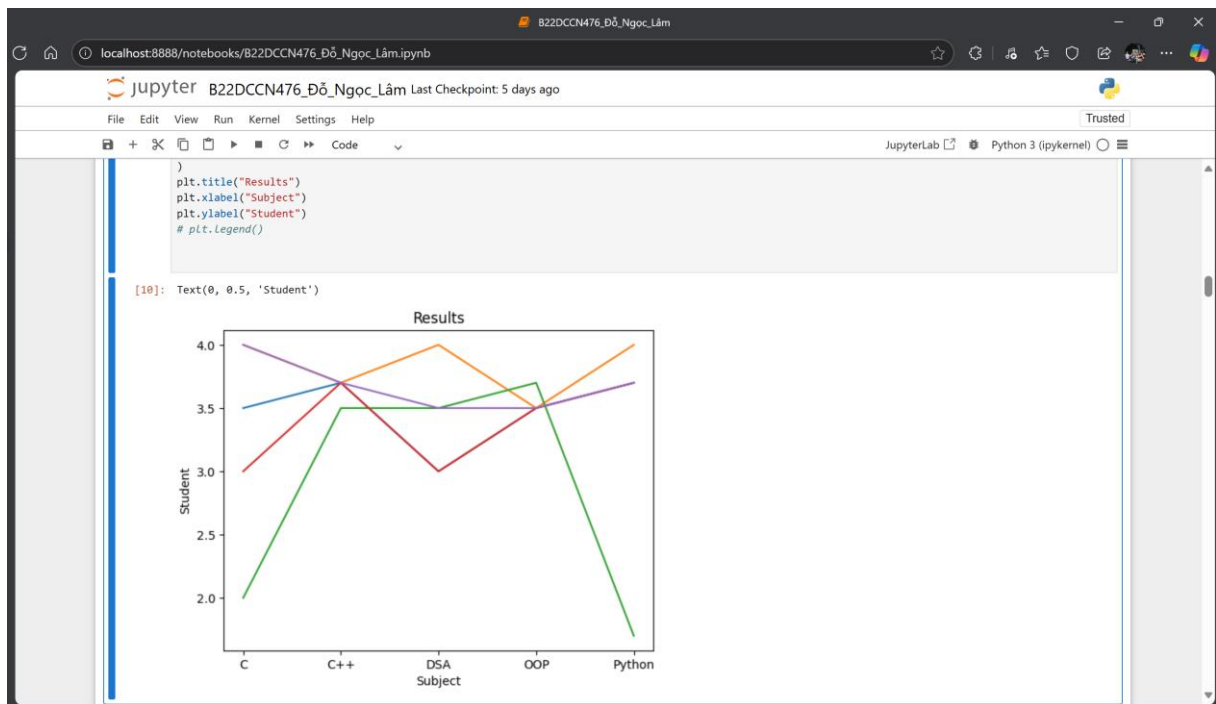 B22DCCN476_Đỗ_Ngọc_Lâm
localhost:8888/notebooks/B22DCCN476_Đỗ_Ngọc_Lâm.ipynb
jupyter B22DCCN476_Đỗ_Ngọc_Lâm Last Checkpoint: 5 days ago
File Edit View Run Kernel Settings Help
Trusted
Code
JupyterLab
Python 3 (ipykernel)
)
plt.title("Results")
plt.xlabel("Subject")
plt.ylabel("Student")
# plt.legend()
[10]: Text(0, 0.5, 'Student')
Results
4.0
3.5
3.0
2.5
2.0
Student
C C++ DSA OOP Python
Subject